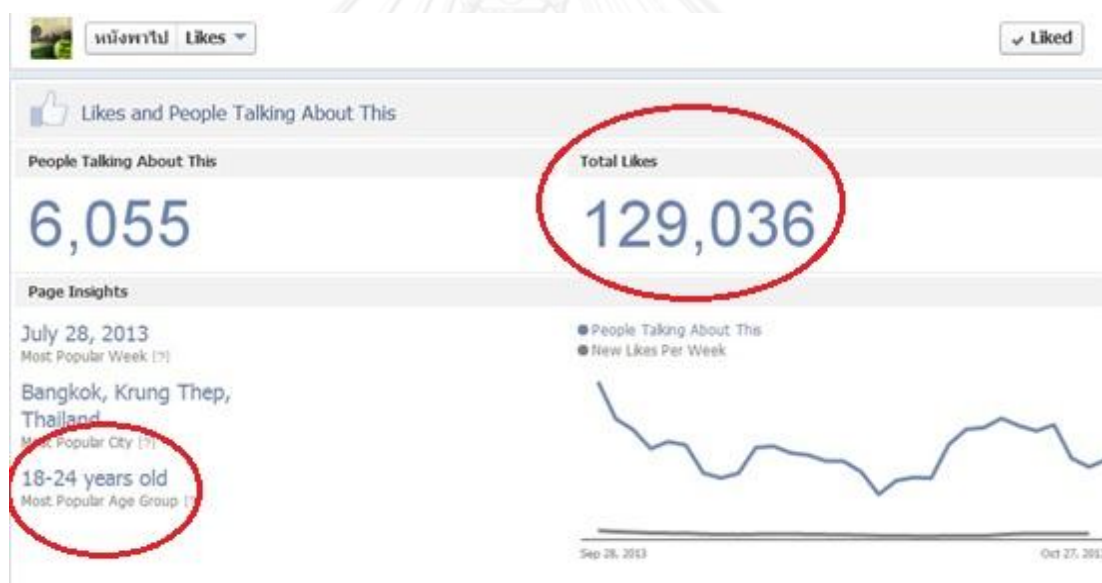 หนังพาไป Likes
Liked
Likes and People Talking About This
People Talking About This
Total Likes
6,055
129,036
Page Insights
July 28, 2013
Most Popular Week [?]
Bangkok, Krung Thep,
Thailand
Most Popular City [?]
18-24 years old
Most Popular Age Group [?
People Talking About This
New Likes Per Week
Sep 28, 2013
Oct 27, 201